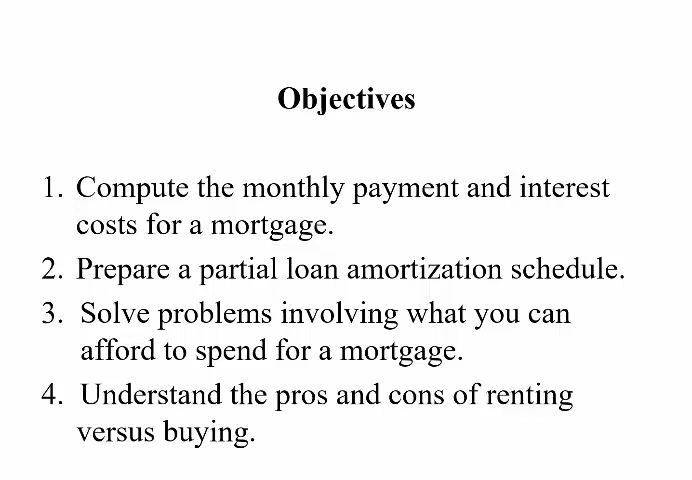 Objectives
1. Compute the monthly payment and interest
costs for a mortgage.
2. Prepare a partial loan amortization schedule.
3. Solve problems involving what you can
afford to spend for a mortgage.
4. Understand the pros and cons of renting
versus buying.